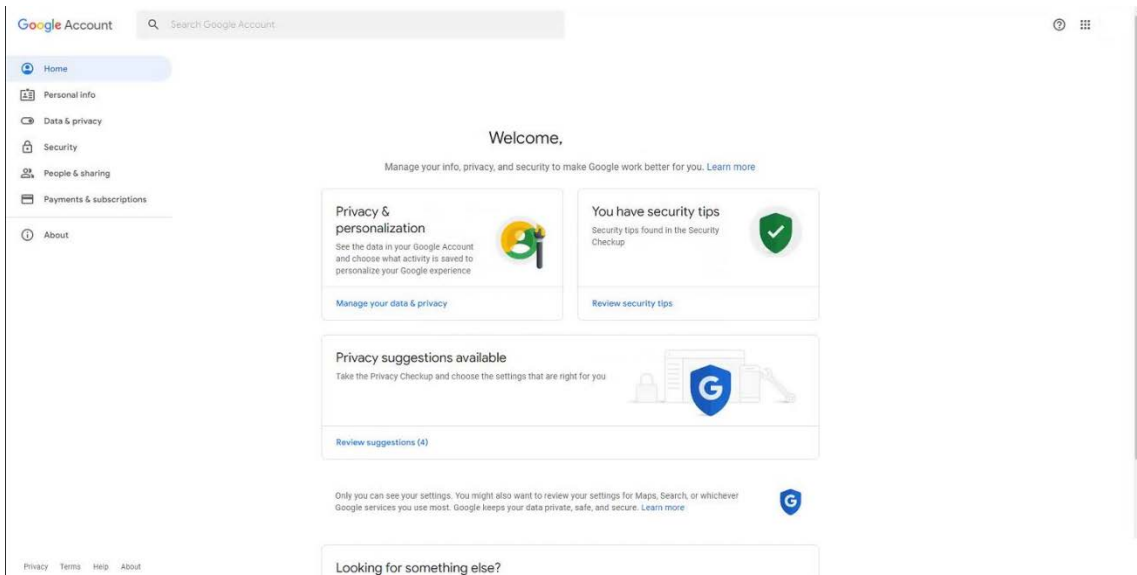 Google Account
Search Google Account
Home
Personal info
Data & privacy
Security
People & sharing
Payments & subscriptions
About
Welcome,
Manage your info, privacy, and security to make Google work better for you. Learn more
Privacy &
personalization
See the data in your Google Account
and choose what activity is saved to
personalize your Google experience
Manage your data & privacy
You have security tips
Security tips found in the Security
Checkup
Review security tips
Privacy suggestions available
Take the Privacy Checkup and choose the settings that are right for you
G
Review suggestions (4)
Only you can see your settings. You might also want to review your settings for Maps, Search, or whichever
Google services you use most. Google keeps your data private, safe, and secure. Learn more
G
Looking for something else?
Privacy Terms Help About